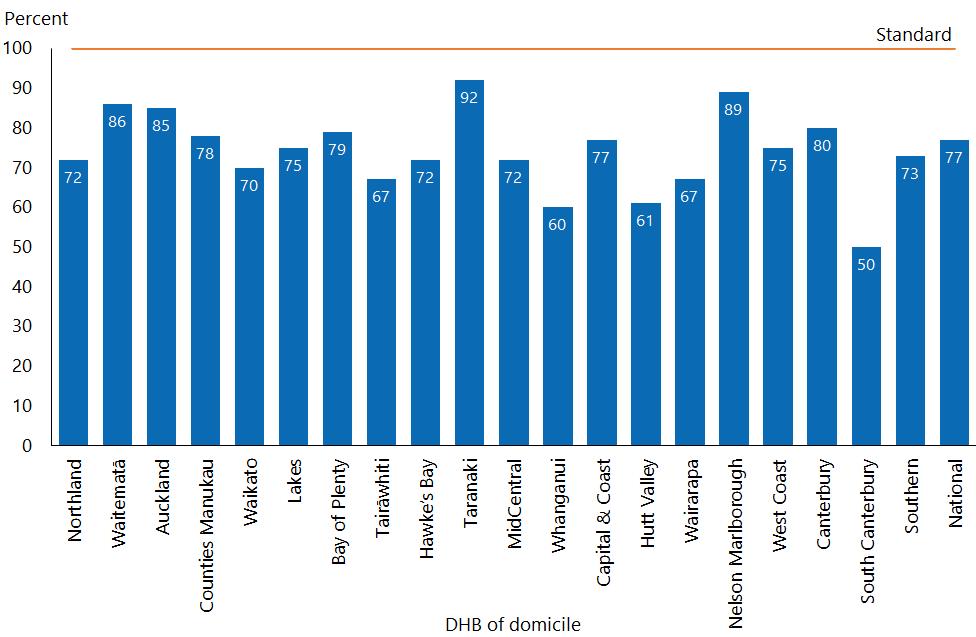 Percent
Standard
100
90
80
70
60
50
40
30
20
10
0
72
86
85
78
70
75
79
67
72
92
72
60
77
61
67
89
75
80
50
73
77
Northland
Waitematā
Auckland
Counties Manukau
Waikato
Lakes
Bay of Plenty
Tairāwhiti
Hawke's Bay
Taranaki
MidCentral
Whanganui
Capital & Coast
Hutt Valley
Wairarapa
Nelson Marlborough
West Coast
Canterbury
South Canterbury
Southern
National
DHB of domicile